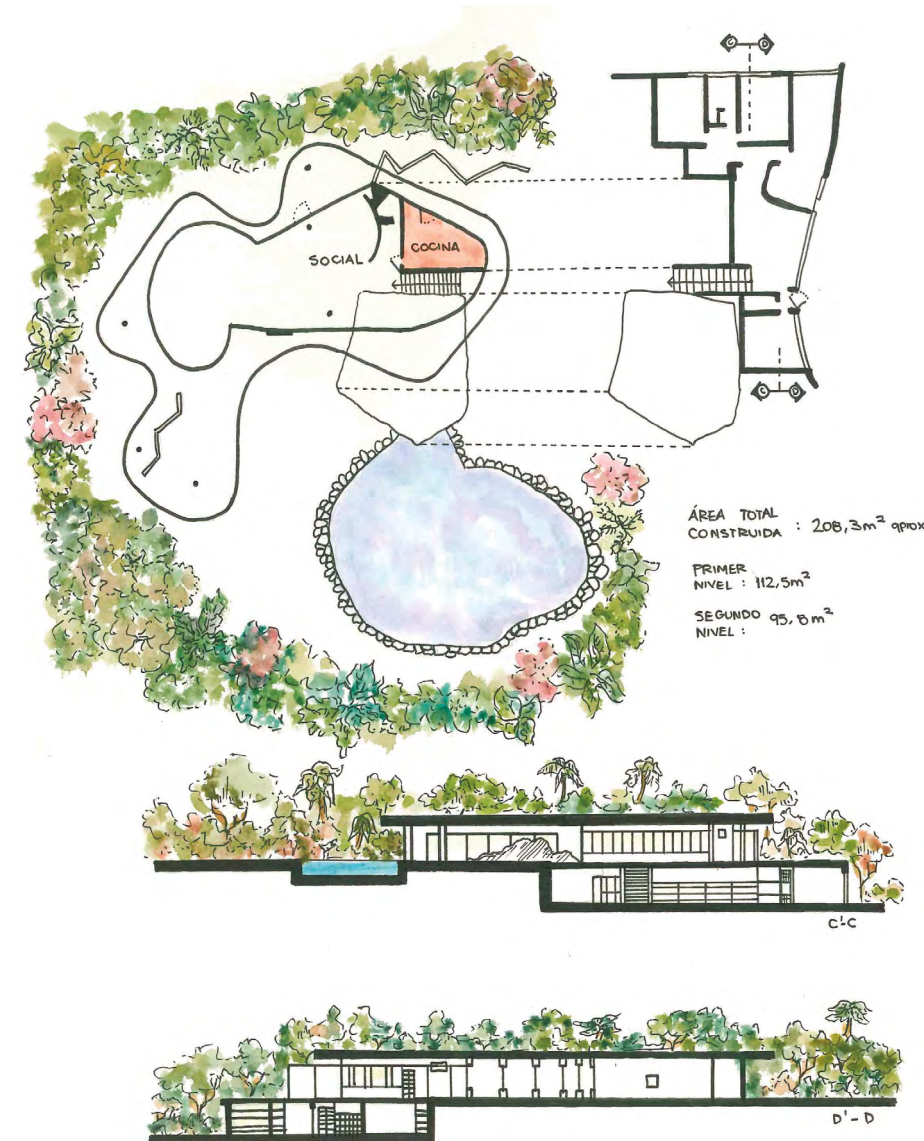 C D
SOCIAL
COCINA
C D
ÁREA TOTAL
CONSTRUIDA : 208,3m² aprox
PRIMER
NIVEL : 112,5m²
SEGUNDO 95,8m²
NIVEL :
C'-C
D'-D